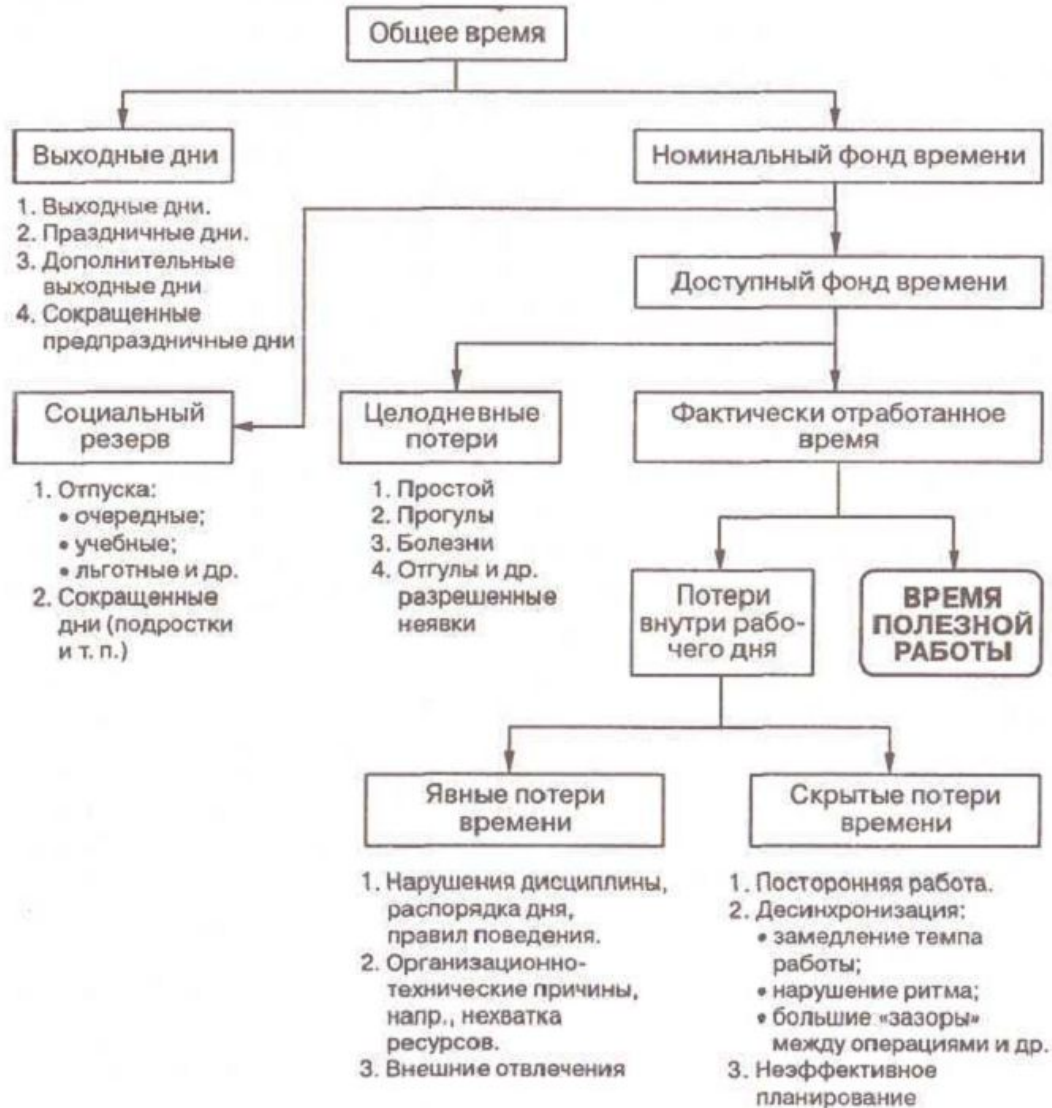 Общее время
Выходные дни
Номинальный фонд времени
1. Выходные дни.
2. Праздничные дни.
3. Дополнительные
выходные дни
4. Сокращенные
предпраздничные дни
Доступный фонд времени
Социальный
резерв
Целодневные
потери
Фактически отработанное
время
1. Отпуска:
• очередные;
• учебные;
• льготные и др.
2. Сокращенные
дни (подростки
и т. п.)
1. Простой
2. Прогулы
3. Болезни
4. Отгулы и др.
разрешенные
неявки
Потери
внутри рабо-
чего дня
ВРЕМЯ
ПОЛЕЗНОЙ
РАБОТЫ
Явные потери
времени
Скрытые потери
времени
1. Нарушения дисциплины,
распорядка дня,
правил поведения.
2. Организационно-
технические причины,
напр., нехватка
ресурсов.
3. Внешние отвлечения
1. Посторонняя работа.
2. Десинхронизация:
• замедление темпа
работы;
• нарушение ритма;
• большие «зазоры»
между операциями и др.
3. Неэффективное
планирование